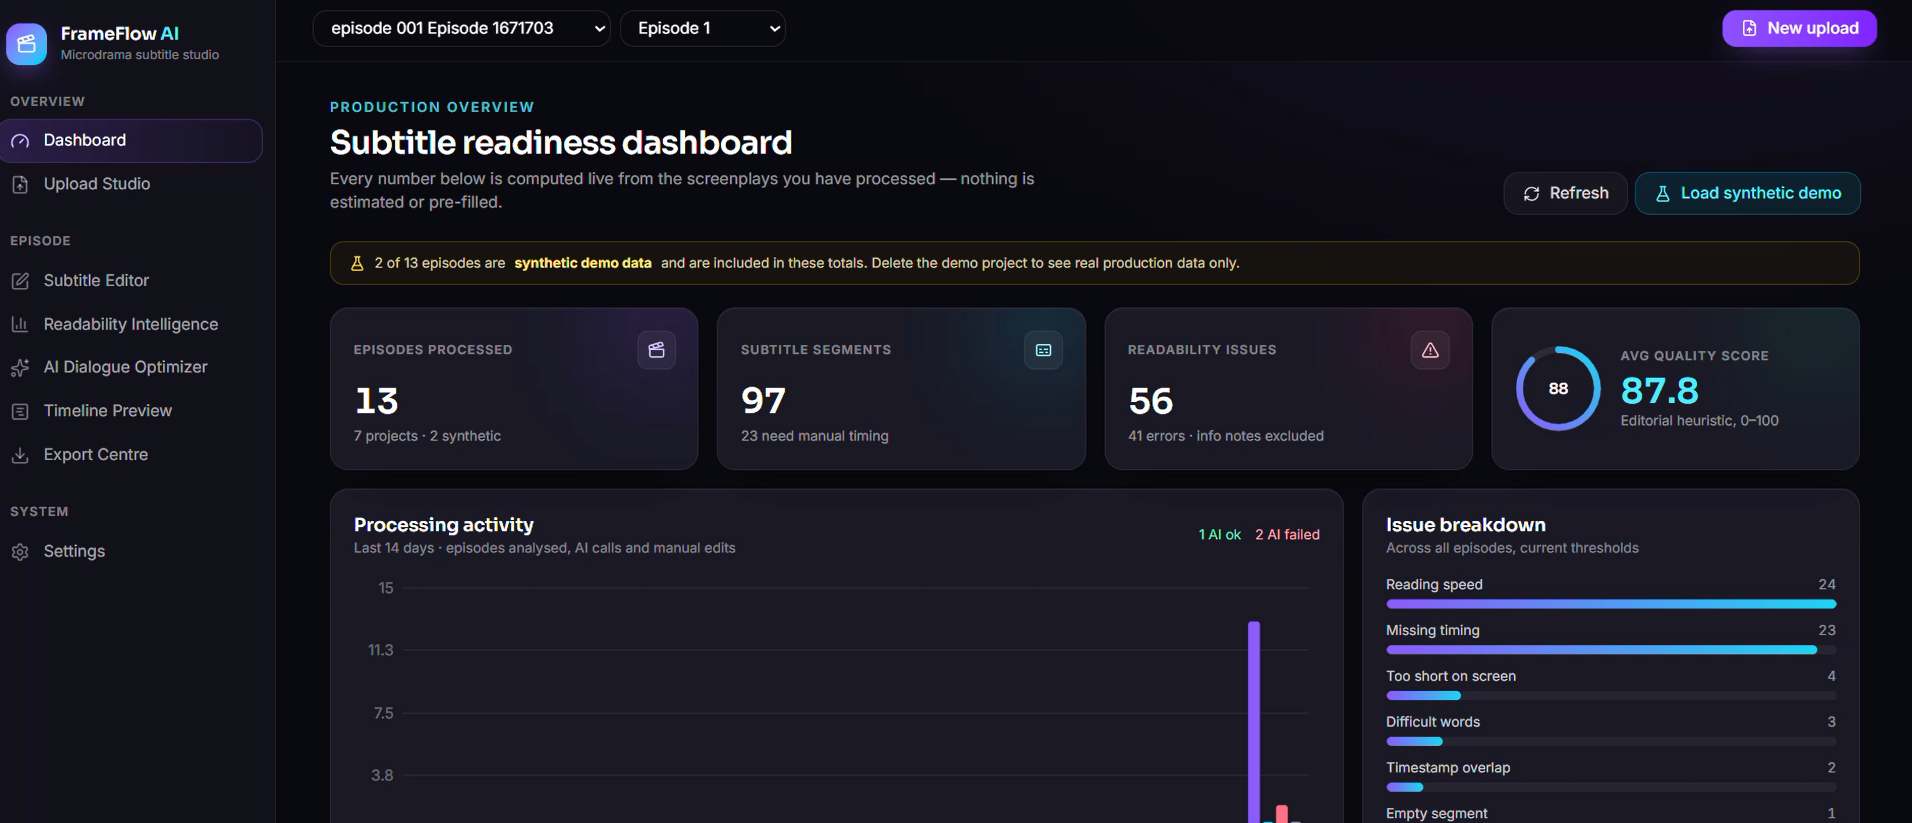 FrameFlow AI
Microdrama subtitle studio
OVERVIEW
Dashboard
Upload Studio
EPISODE
Subtitle Editor
Readability Intelligence
AI Dialogue Optimizer
Timeline Preview
Export Centre
SYSTEM
Settings
episode 001 Episode 1671703
Episode 1
New upload
PRODUCTION OVERVIEW
Subtitle readiness dashboard
Every number below is computed live from the screenplays you have processed — nothing is
estimated or pre-filled.
Refresh
Load synthetic demo
2 of 13 episodes are synthetic demo data and are included in these totals. Delete the demo project to see real production data only.
EPISODES PROCESSED
13
7 projects · 2 synthetic
SUBTITLE SEGMENTS
97
23 need manual timing
READABILITY ISSUES
56
41 errors · info notes excluded
88
AVG QUALITY SCORE
87.8
Editorial heuristic, 0–100
Processing activity
Last 14 days · episodes analysed, AI calls and manual edits
1 AI ok 2 AI failed
15
11.3
7.5
3.8
Issue breakdown
Across all episodes, current thresholds
Reading speed 24
Missing timing 23
Too short on screen 4
Difficult words 3
Timestamp overlap 2
Empty segment 1